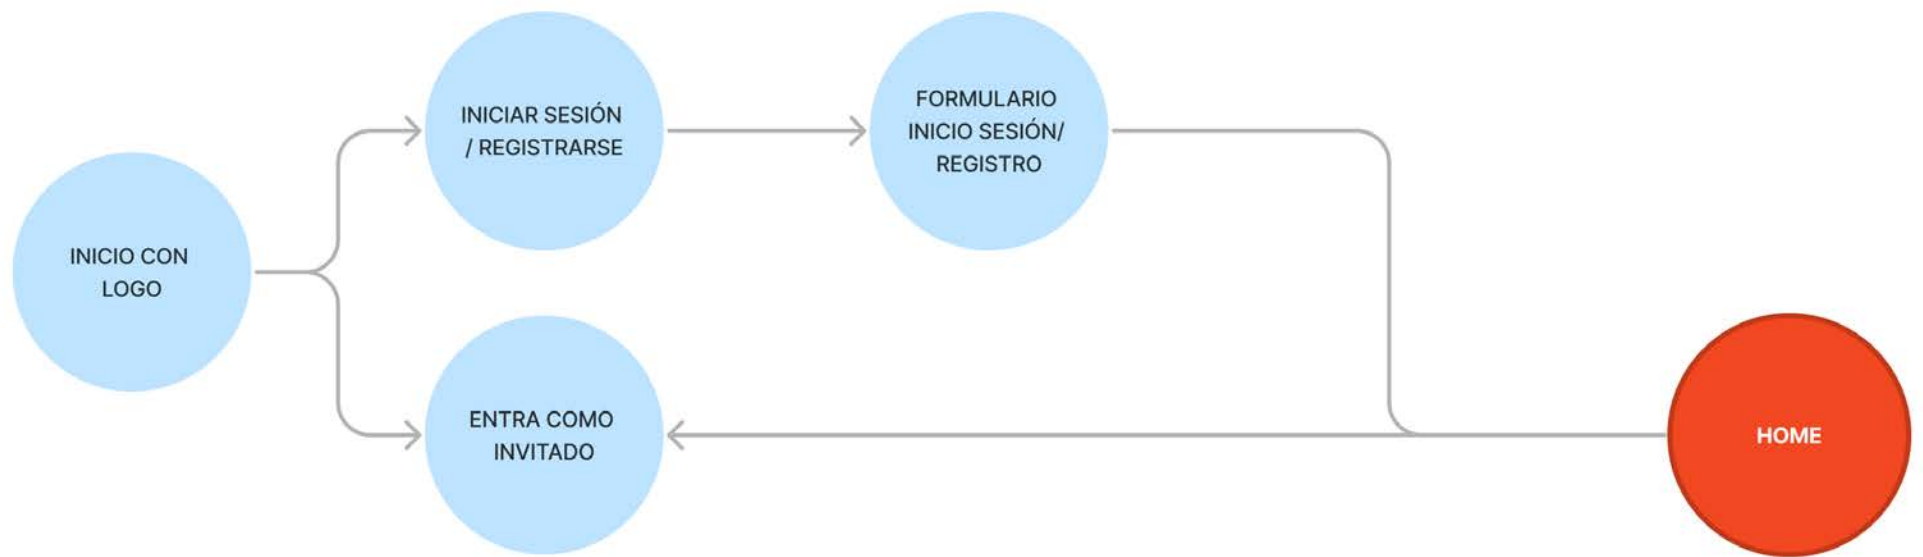 INICIO CON
LOGO
INICIAR SESIÓN
/ REGISTRARSE
FORMULARIO
INICIO SESIÓN/
REGISTRO
ENTRA COMO
INVITADO
HOME